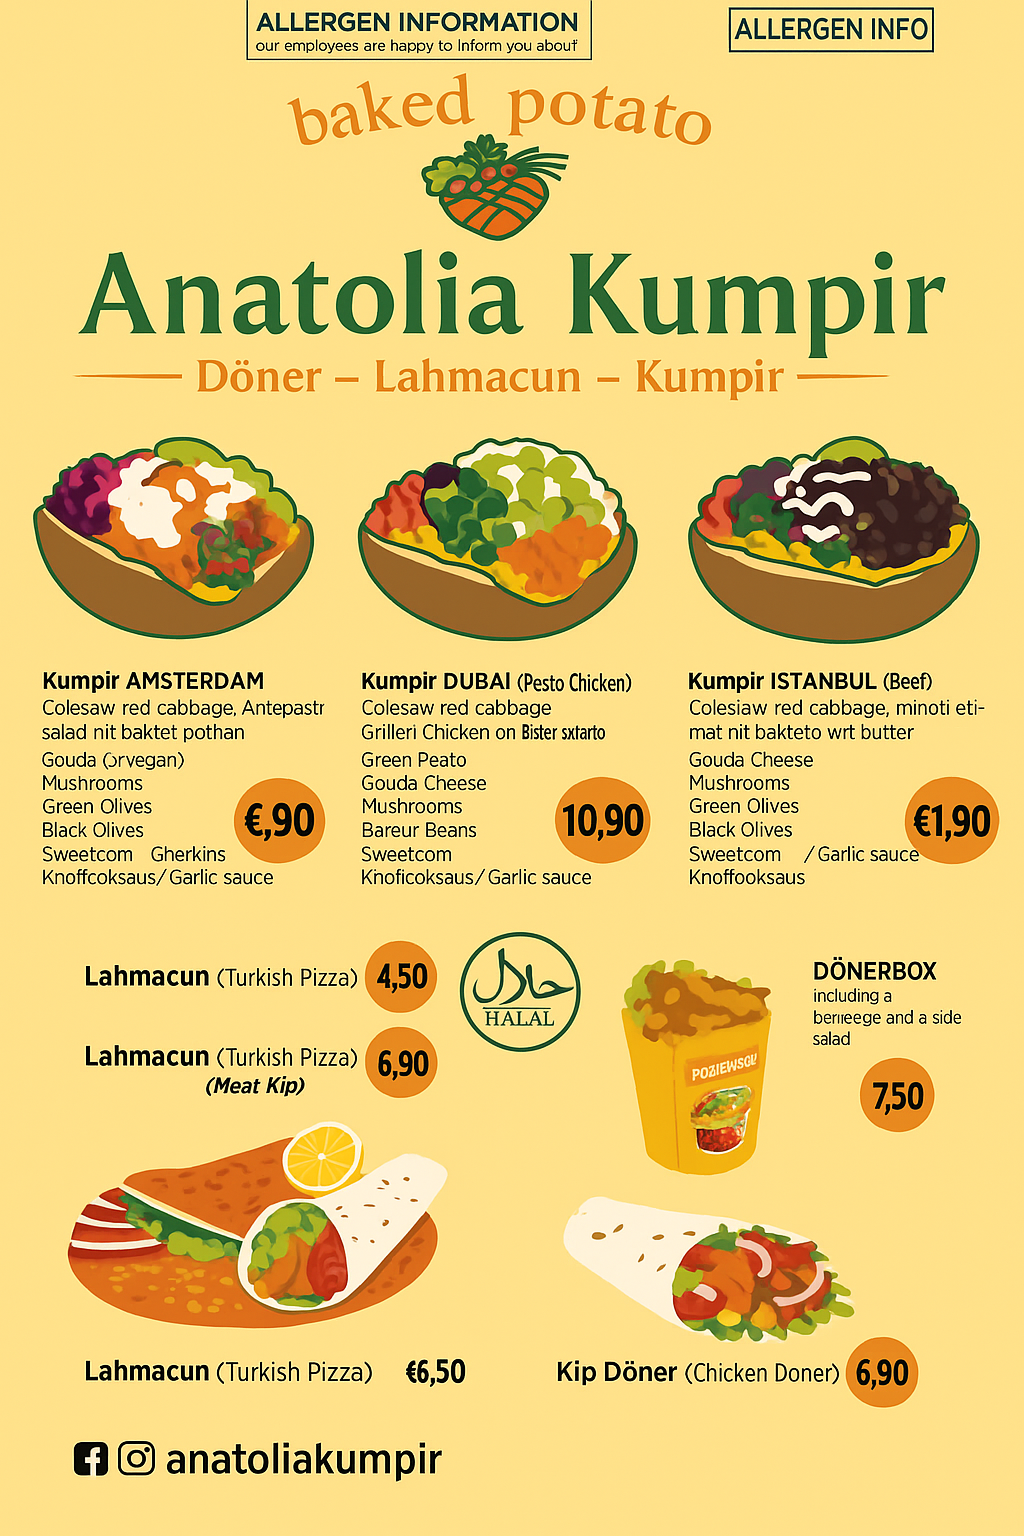 ALLERGEN INFORMATION
our employees are happy to Inform you about
ALLERGEN INFO
baked potato
Anatolia Kumpir
Döner – Lahmacun – Kumpir
Kumpir AMSTERDAM
Colesaw red cabbage, Antepastr
salad nit baktet pothan
Gouda (orvegan)
Mushrooms
Green Olives
Black Olives
Sweetcom Gherkins
Knoffcoksaus/Garlic sauce
€,90
Kumpir DUBAI (Pesto Chicken)
Colesaw red cabbage
Grilleri Chicken on Bister sxtarto
Green Peato
Gouda Cheese
Mushrooms
Bareur Beans
Sweetcom
Knoficoksaus/Garlic sauce
10,90
Kumpir ISTANBUL (Beef)
Colesiaw red cabbage, minoti eti-
mat nit bakteto wrt butter
Gouda Cheese
Mushrooms
Green Olives
Black Olives
Sweetcom / Garlic sauce
Knoffooksaus
€1,90
Lahmacun (Turkish Pizza) 4,50
Lahmacun (Turkish Pizza) 6,90
(Meat Kip)
حلال
HALAL
POZIEWSGU
DÖNERBOX
including a
berreege and a side
salad
7,50
Lahmacun (Turkish Pizza) €6,50
Kip Döner (Chicken Doner) 6,90
anatoliakumpir